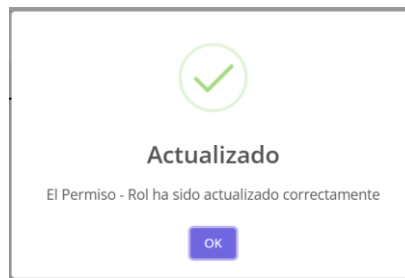 Actualizado
El Permiso - Rol ha sido actualizado correctamente
OK